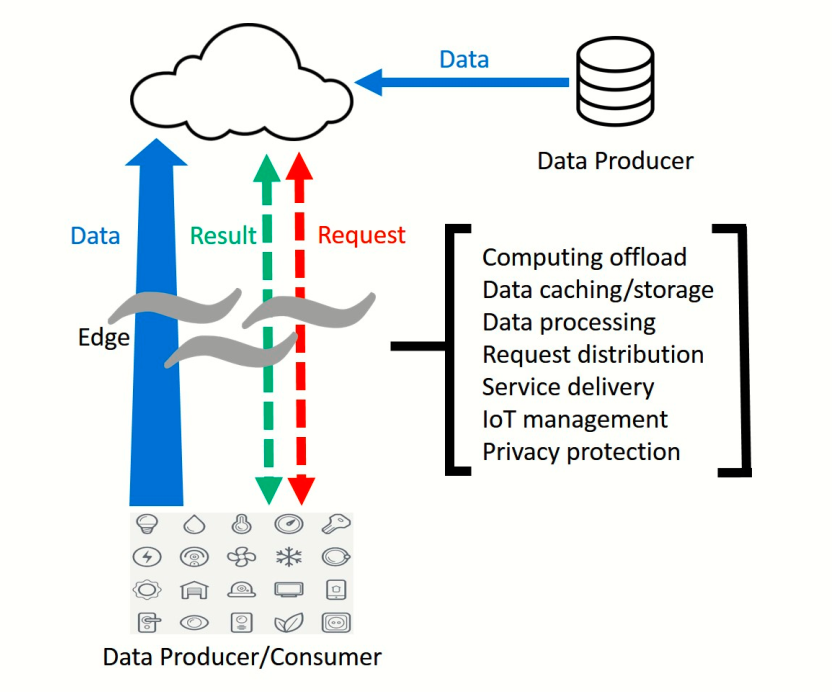 Data
Data Producer
Data
Result
Request
Edge
Computing offload
Data caching/storage
Data processing
Request distribution
Service delivery
IoT management
Privacy protection
Data Producer/Consumer